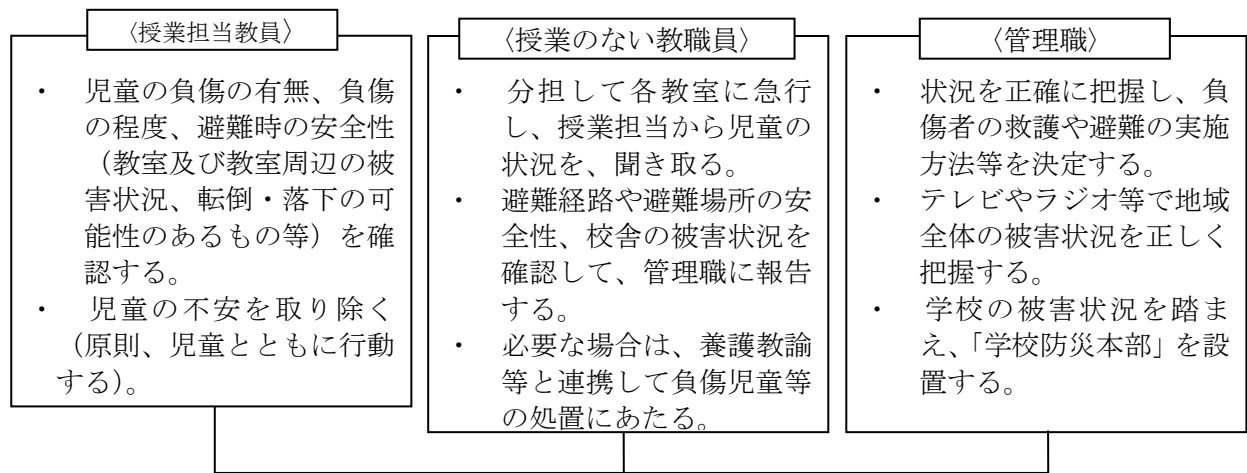 〈授業担当教員〉
・ 児童の負傷の有無、負傷
の程度、避難時の安全性
（教室及び教室周辺の被
害状況、転倒・落下の可
能性のあるもの等）を確
認する。
・ 児童の不安を取り除く
（原則、児童とともに行動
する）。
〈授業のない教職員〉
・ 分担して各教室に急行
し、授業担当から児童の
状況を、聞き取る。
・ 避難経路や避難場所の安
全性、校舎の被害状況を
確認して、管理職に報告
する。
・ 必要な場合は、養護教諭
等と連携して負傷児童等
の処置にあたる。
〈管理職〉
・ 状況を正確に把握し、負
傷者の救護や避難の実施
方法等を決定する。
・ テレビやラジオ等で地域
全体の被害状況を正しく
把握する。
・ 学校の被害状況を踏ま
え、「学校防災本部」を設
置する。